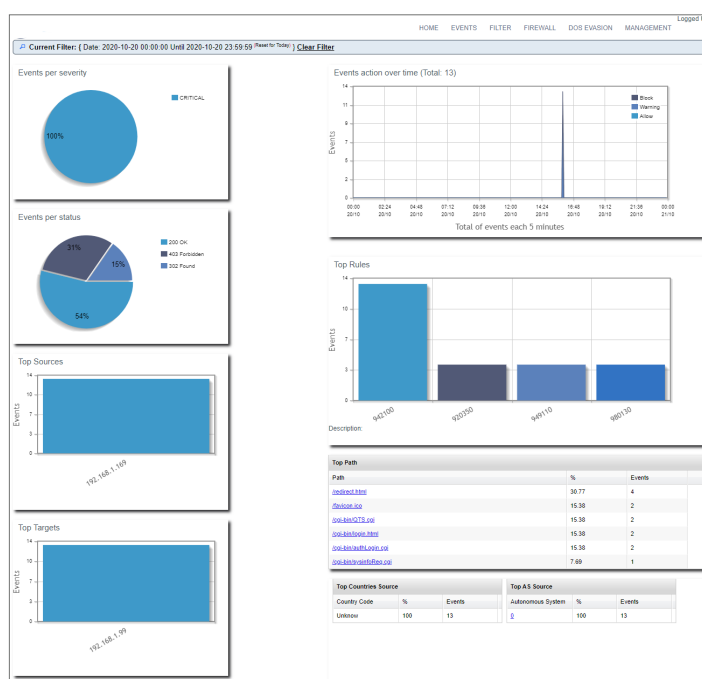 Logged
HOME EVENTS FILTER FIREWALL DOS EVASION MANAGEMENT
Current Filter: ( Date: 2020-10-20 00:00:00 Until 2020-10-20 23:59:59 [Reset for Today] ) Clear Filter
Events per severity
CRITICAL
100%
Events action over time (Total: 13)
14
11
9
7
5
2
0
Events
Block
Warning
Allow
00:00 02:24 04:48 07:12 09:36 12:00 14:24 16:48 19:12 21:36 00:00
20/10 20/10 20/10 20/10 20/10 20/10 20/10 20/10 20/10 20/10 21/10
Total of events each 5 minutes
Events per status
31%
15%
54%
200 OK
403 Forbidden
302 Found
Top Rules
14
10
7
3
0
Events
942100 920350 949110 980130
Description:
Top Sources
14
10
7
3
0
Events
192.168.1.169
Top Path
Path % Events
/redirect.html 30.77 4
/favicon.ico 15.38 2
/cgi-bin/QTS.cgi 15.38 2
/cgi-bin/login.html 15.38 2
/cgi-bin/authLogin.cgi 15.38 2
/cgi-bin/sysinfoReq.cgi 7.69 1
Top Targets
14
10
7
3
0
Events
192.168.1.99
Top Countries Source
Country Code % Events
Unknow 100 13
Top AS Source
Autonomous System % Events
0 100 13